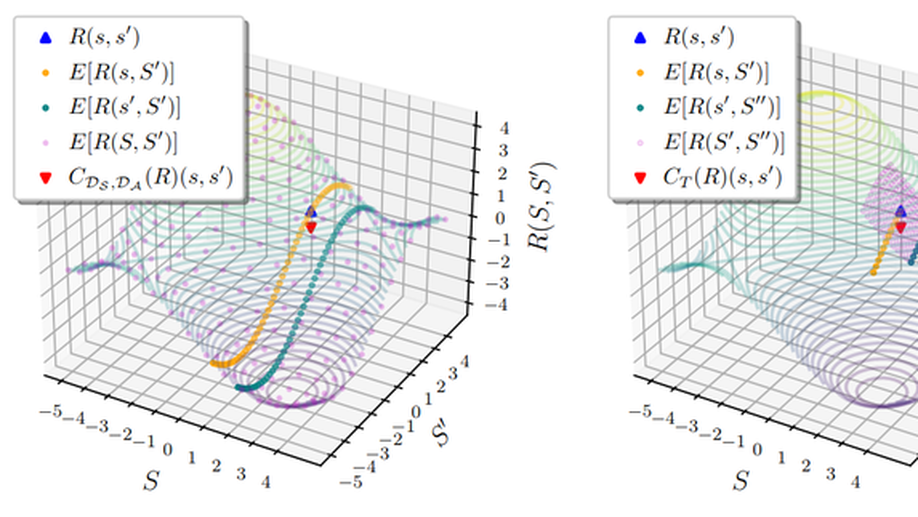 R(s, s′)
E[R(s, S′)]
E[R(s′, S′)]
E[R(S, S′)]
C_{𝒟_S, 𝒟_A}(R)(s, s′)
4
3
2
1
0
−1
−2
−3
−4
R(S, S′)
−5 −4 −3 −2 −1 0 1 2 3 4
S
−5 −4 −3 −2 −1 0 1 2 3 4
S′
R(s, s′)
E[R(s, S′)]
E[R(s′, S″)]
E[R(S′, S″)]
C_T(R)(s, s′)
−5 −4 −3 −2 −1 0 1 2 3 4
S